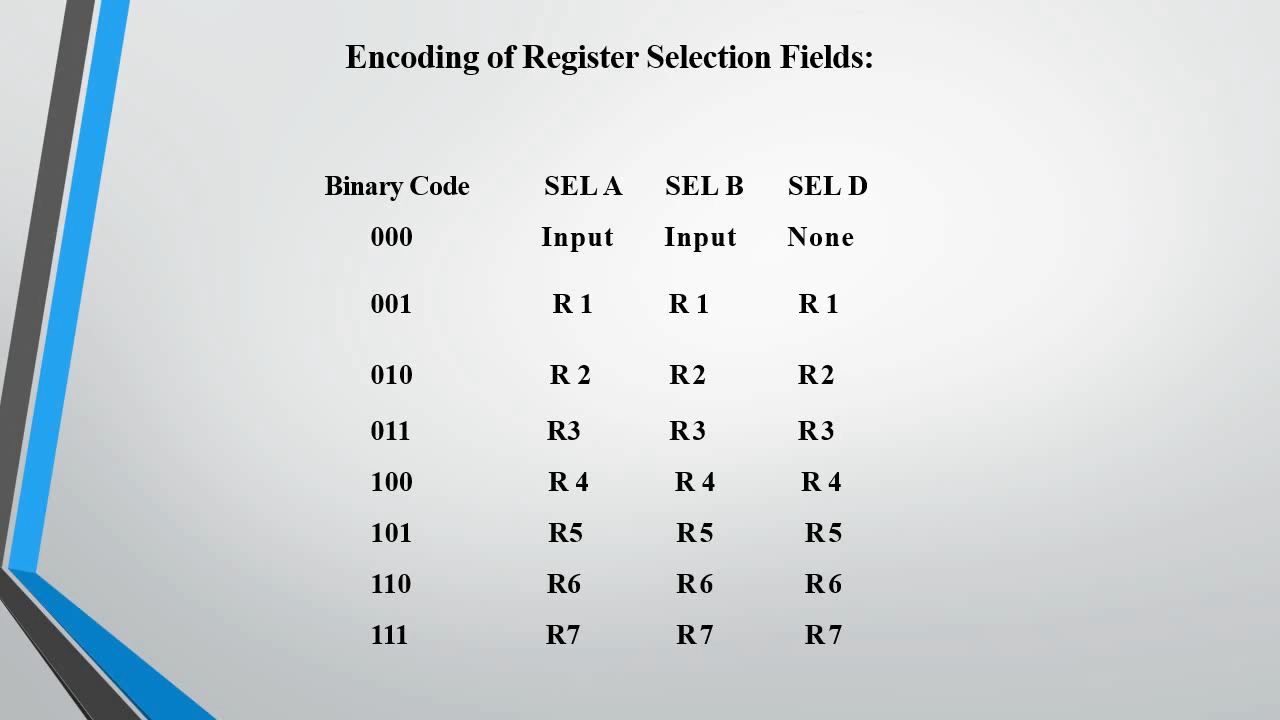 Encoding of Register Selection Fields:
Binary Code SEL A SEL B SEL D
000 Input Input None
001 R 1 R 1 R 1
010 R 2 R2 R2
011 R3 R3 R3
100 R 4 R 4 R 4
101 R5 R5 R5
110 R6 R6 R6
111 R7 R7 R7